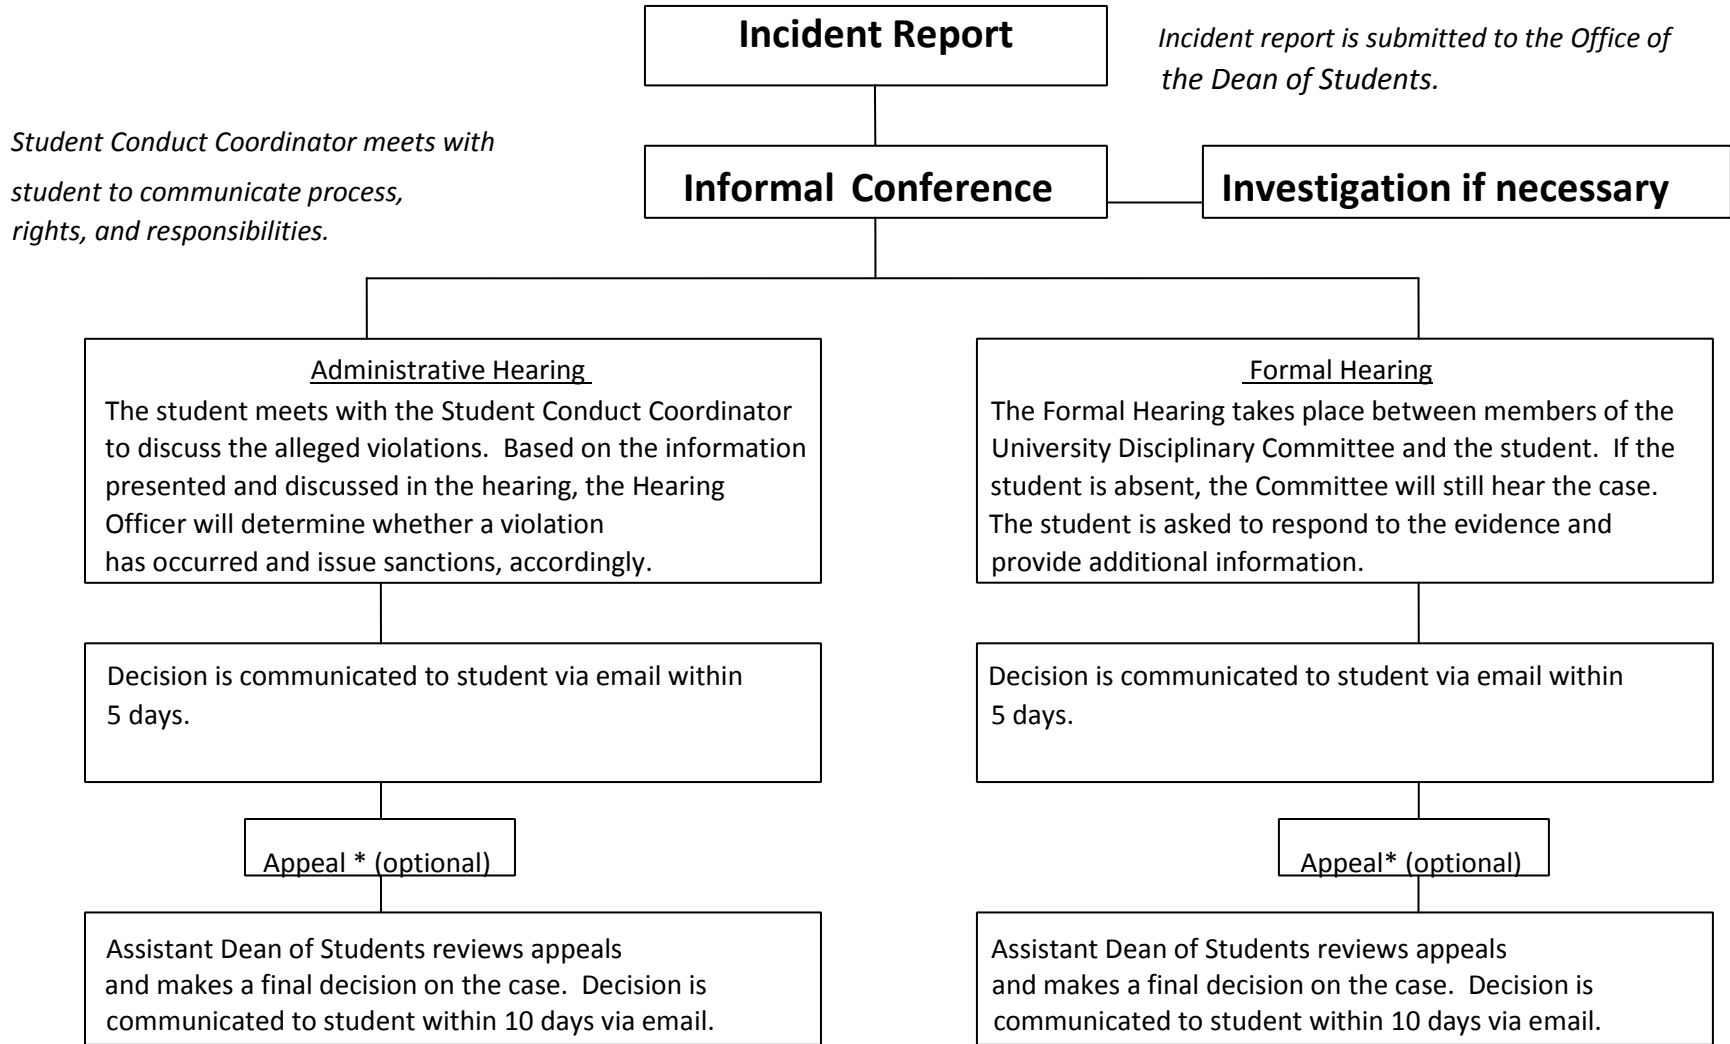 Incident Report
Incident report is submitted to the Office of
the Dean of Students.
Student Conduct Coordinator meets with
student to communicate process,
rights, and responsibilities.
Informal Conference
Investigation if necessary
Administrative Hearing
The student meets with the Student Conduct Coordinator
to discuss the alleged violations. Based on the information
presented and discussed in the hearing, the Hearing
Officer will determine whether a violation
has occurred and issue sanctions, accordingly.
Formal Hearing
The Formal Hearing takes place between members of the
University Disciplinary Committee and the student. If the
student is absent, the Committee will still hear the case.
The student is asked to respond to the evidence and
provide additional information.
Decision is communicated to student via email within
5 days.
Decision is communicated to student via email within
5 days.
Appeal * (optional)
Appeal* (optional)
Assistant Dean of Students reviews appeals
and makes a final decision on the case. Decision is
communicated to student within 10 days via email.
Assistant Dean of Students reviews appeals
and makes a final decision on the case. Decision is
communicated to student within 10 days via email.